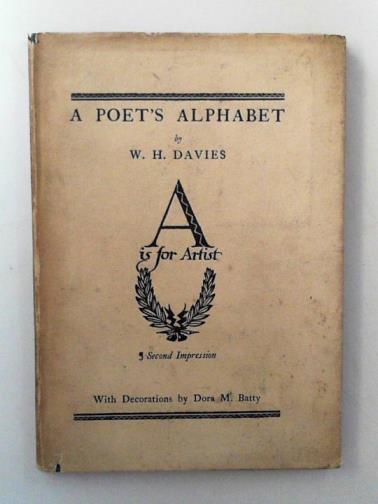 A POET'S ALPHABET
by
W. H. DAVIES
A
is for Artist
Second Impression
With Decorations by Dora M. Batty